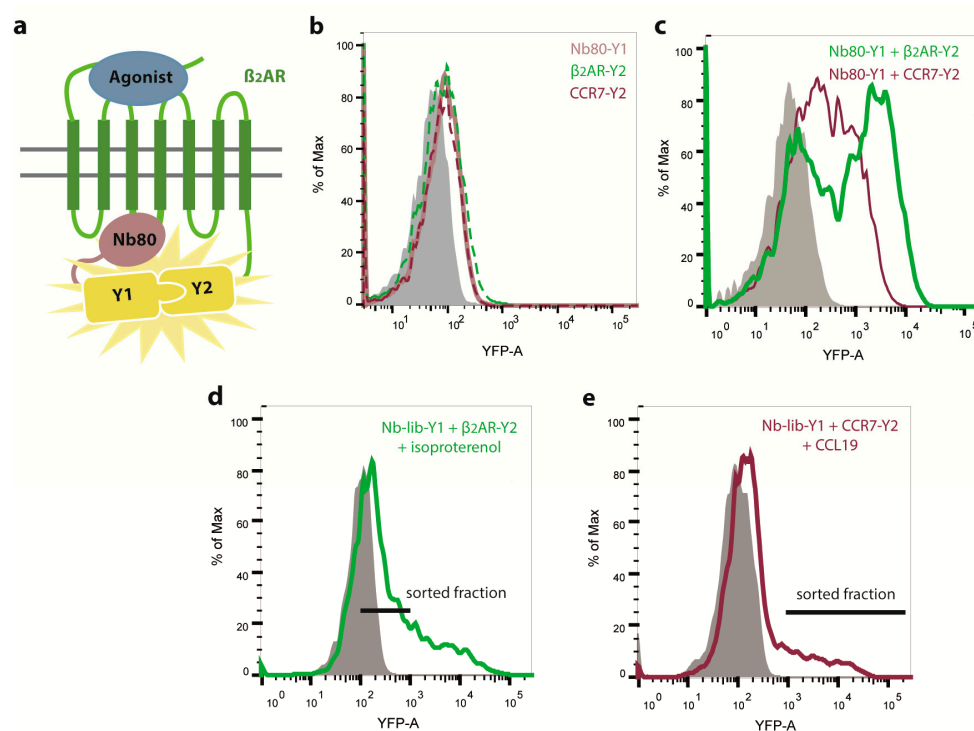 a
Agonist
ß2AR
Nb80
Y1
Y2
b
Nb80-Y1
β2AR-Y2
CCR7-Y2
100
80
60
40
20
0
% of Max
10¹ 10² 10³ 10⁴ 10⁵
YFP-A
c
Nb80-Y1 + β2AR-Y2
Nb80-Y1 + CCR7-Y2
100
80
60
40
20
0
% of Max
10⁰ 10¹ 10² 10³ 10⁴ 10⁵
YFP-A
d
Nb-lib-Y1 + β2AR-Y2
+ isoproterenol
sorted fraction
100
80
60
40
20
0
% of Max
10⁰ 10¹ 10² 10³ 10⁴ 10⁵
YFP-A
e
Nb-lib-Y1 + CCR7-Y2
+ CCL19
sorted fraction
100
80
60
40
20
0
% of Max
10⁰ 10¹ 10² 10³ 10⁴ 10⁵
YFP-A